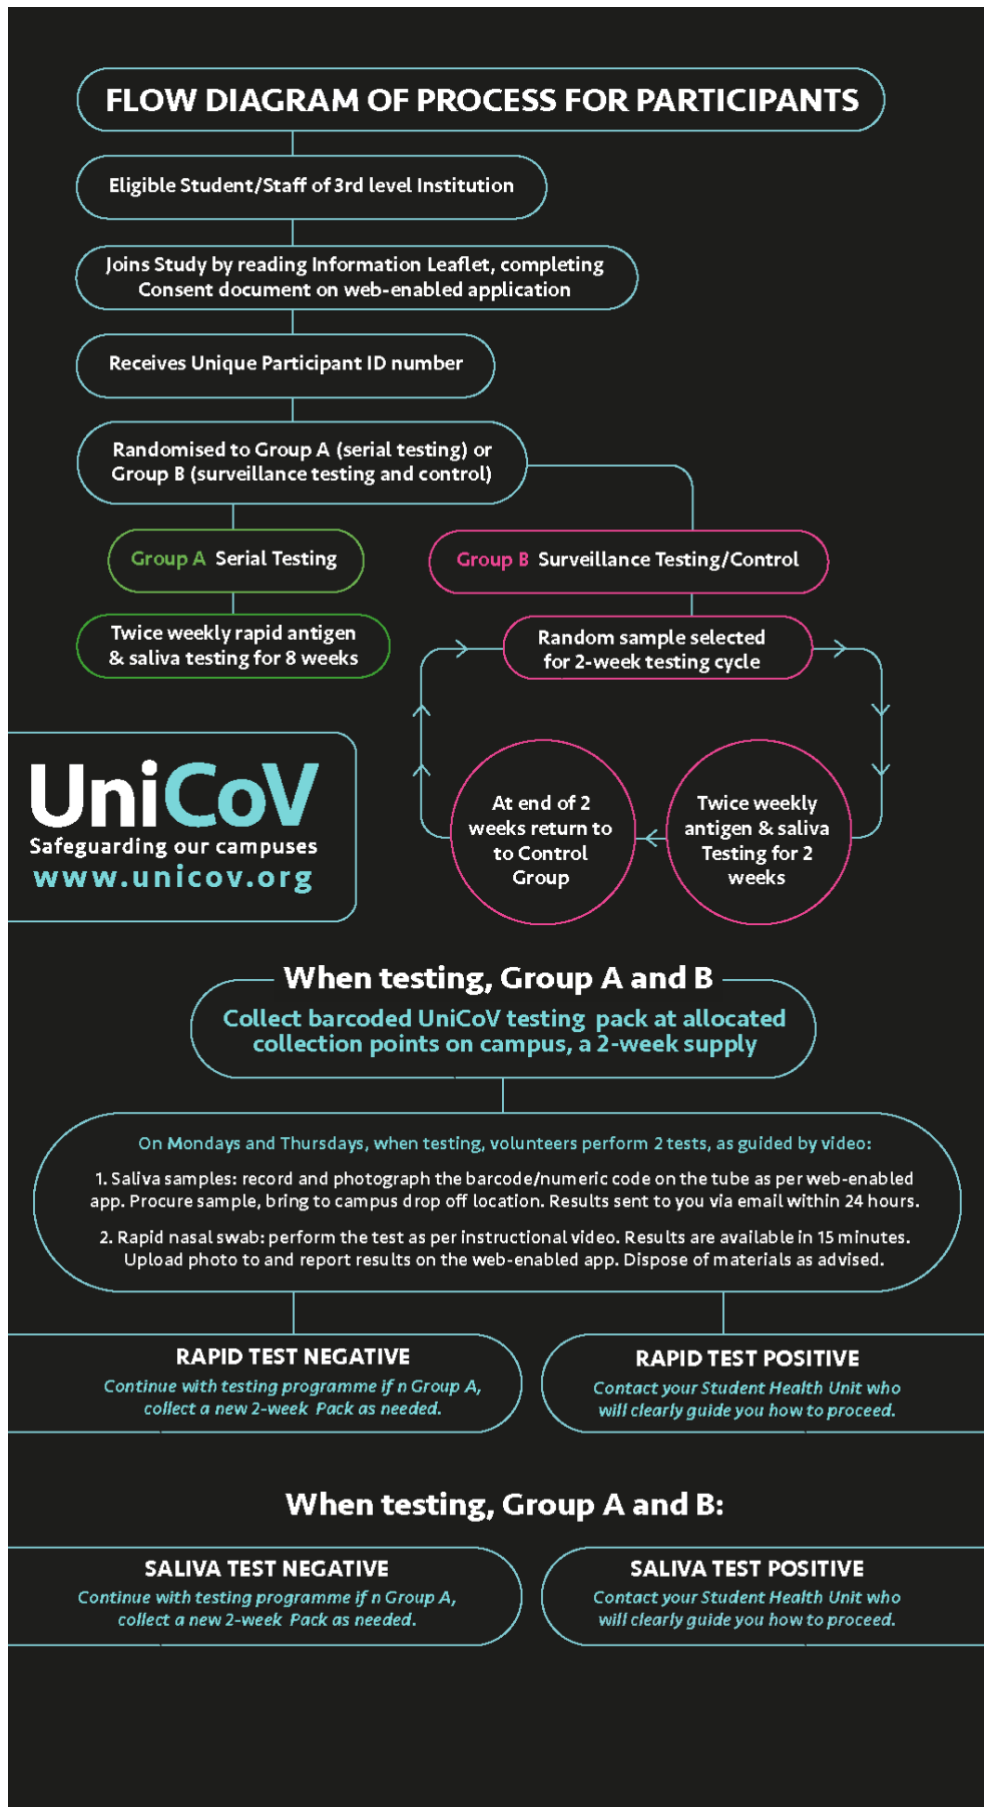 FLOW DIAGRAM OF PROCESS FOR PARTICIPANTS
Eligible Student/Staff of 3rd level Institution
Joins Study by reading Information Leaflet, completing
Consent document on web-enabled application
Receives Unique Participant ID number
Randomised to Group A (serial testing) or
Group B (surveillance testing and control)
Group A Serial Testing
Twice weekly rapid antigen
& saliva testing for 8 weeks
Group B Surveillance Testing/Control
Random sample selected
for 2-week testing cycle
Twice weekly
antigen & saliva
Testing for 2
weeks
At end of 2
weeks return to
to Control
Group
UniCoV
Safeguarding our campuses
www.unicov.org
When testing, Group A and B
Collect barcoded UniCoV testing pack at allocated
collection points on campus, a 2-week supply
On Mondays and Thursdays, when testing, volunteers perform 2 tests, as guided by video:
1. Saliva samples: record and photograph the barcode/numeric code on the tube as per web-enabled
app. Procure sample, bring to campus drop off location. Results sent to you via email within 24 hours.
2. Rapid nasal swab: perform the test as per instructional video. Results are available in 15 minutes.
Upload photo to and report results on the web-enabled app. Dispose of materials as advised.
RAPID TEST NEGATIVE
Continue with testing programme if n Group A,
collect a new 2-week Pack as needed.
RAPID TEST POSITIVE
Contact your Student Health Unit who
will clearly guide you how to proceed.
When testing, Group A and B:
SALIVA TEST NEGATIVE
Continue with testing programme if n Group A,
collect a new 2-week Pack as needed.
SALIVA TEST POSITIVE
Contact your Student Health Unit who
will clearly guide you how to proceed.